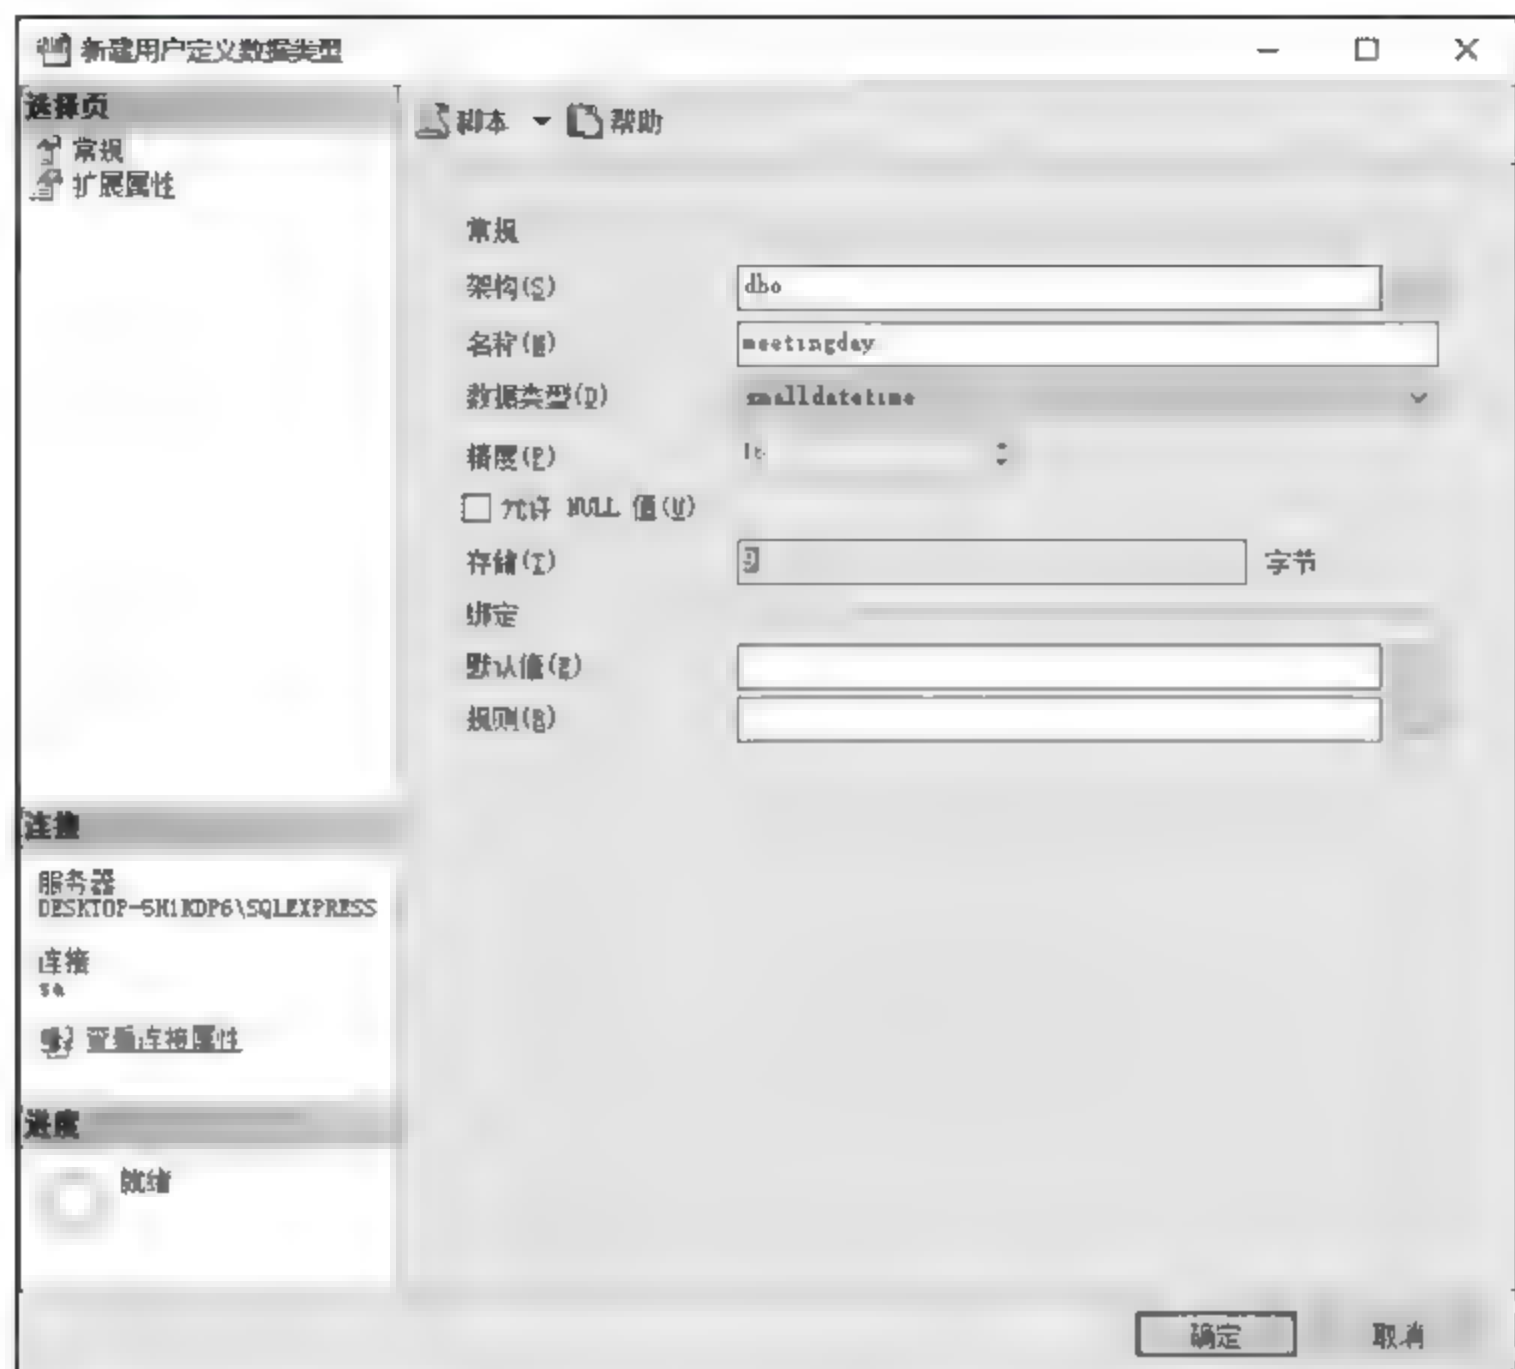 新建用户定义数据类型
选择页
常规
扩展属性
脚本 帮助
常规
架构(S) dbo
名称(N) meetingday
数据类型(D) smalldatetime
精度(P)
允许 NULL 值(U)
存储(T) 字节
绑定
默认值(E)
规则(R)
连接
服务器
DESKTOP-5H1KDP6\SQLEXPRESS
连接
sa
查看连接属性
进度
就绪
确定 取消